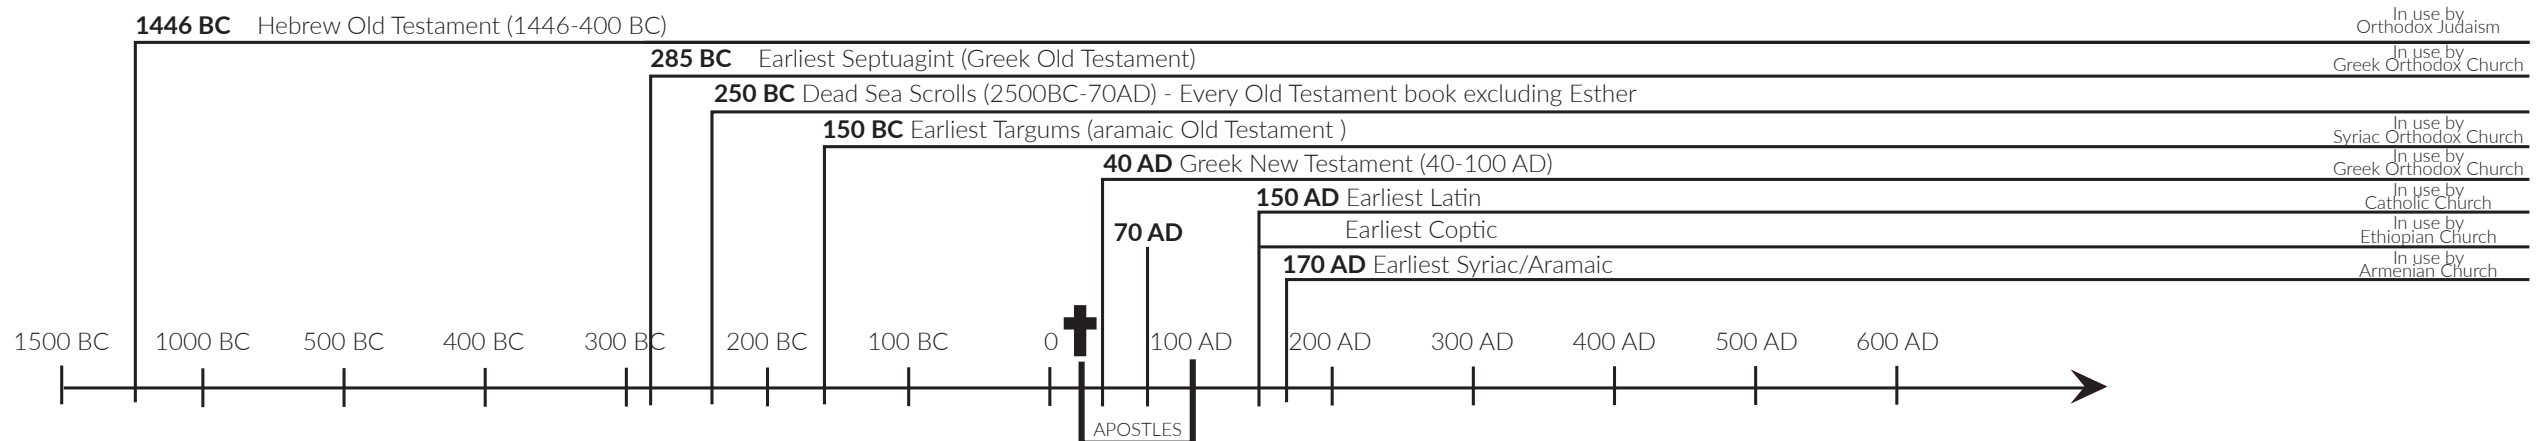 1446 BC Hebrew Old Testament (1446-400 BC)
In use by
Orthodox Judaism
285 BC Earliest Septuagint (Greek Old Testament)
In use by
Greek Orthodox Church
250 BC Dead Sea Scrolls (2500BC-70AD) - Every Old Testament book excluding Esther
150 BC Earliest Targums (aramaic Old Testament )
In use by
Syriac Orthodox Church
40 AD Greek New Testament (40-100 AD)
In use by
Greek Orthodox Church
150 AD Earliest Latin
In use by
Catholic Church
Earliest Coptic
In use by
Ethiopian Church
70 AD
170 AD Earliest Syriac/Aramaic
In use by
Armenian Church
1500 BC 1000 BC 500 BC 400 BC 300 BC 200 BC 100 BC 0 100 AD 200 AD 300 AD 400 AD 500 AD 600 AD
APOSTLES